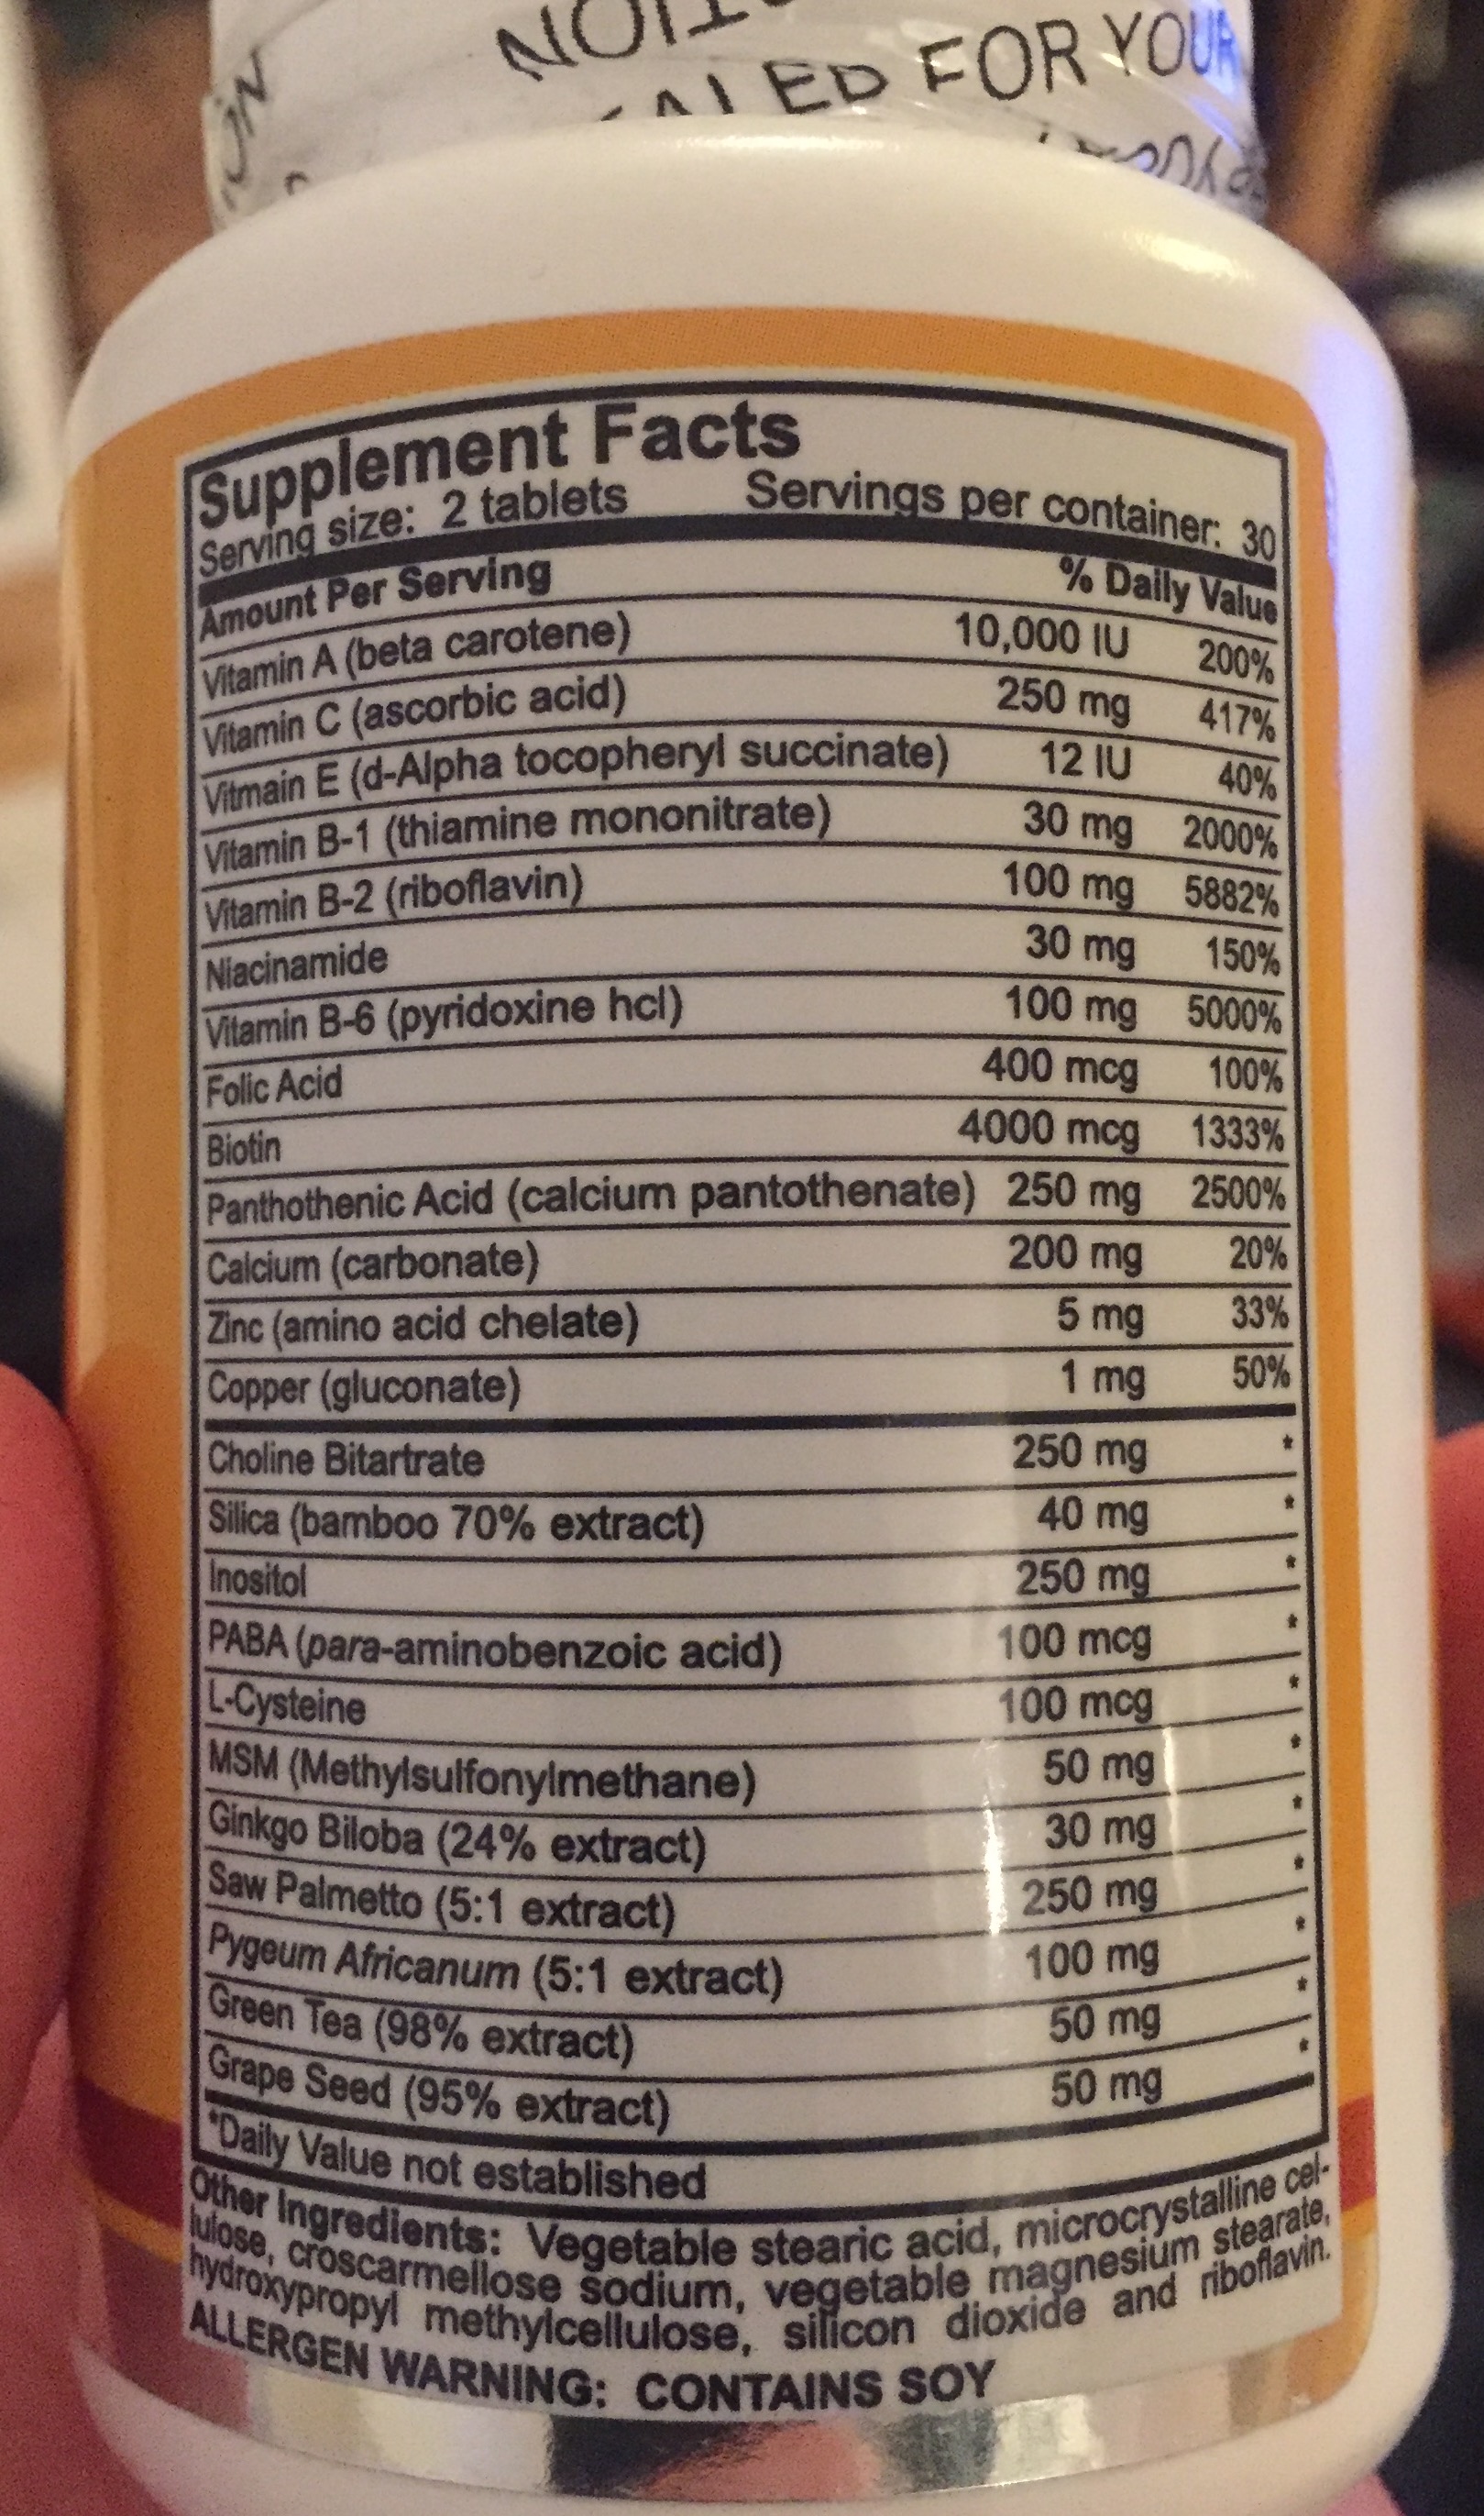 NOTI
SEALED FOR YOUR
Supplement Facts
Serving size: 2 tablets Servings per container: 30
Amount Per Serving % Daily Value
Vitamin A (beta carotene) 10,000 IU 200%
Vitamin C (ascorbic acid) 250 mg 417%
Vitmain E (d-Alpha tocopheryl succinate) 12 IU 40%
Vitamin B-1 (thiamine mononitrate) 30 mg 2000%
Vitamin B-2 (riboflavin) 100 mg 5882%
Niacinamide 30 mg 150%
Vitamin B-6 (pyridoxine hcl) 100 mg 5000%
Folic Acid 400 mcg 100%
Biotin 4000 mcg 1333%
Panthothenic Acid (calcium pantothenate) 250 mg 2500%
Calcium (carbonate) 200 mg 20%
Zinc (amino acid chelate) 5 mg 33%
Copper (gluconate) 1 mg 50%
Choline Bitartrate 250 mg *
Silica (bamboo 70% extract) 40 mg *
Inositol 250 mg *
PABA (para-aminobenzoic acid) 100 mcg *
L-Cysteine 100 mcg *
MSM (Methylsulfonylmethane) 50 mg *
Ginkgo Biloba (24% extract) 30 mg *
Saw Palmetto (5:1 extract) 250 mg *
Pygeum Africanum (5:1 extract) 100 mg *
Green Tea (98% extract) 50 mg *
Grape Seed (95% extract) 50 mg *
*Daily Value not established
Other Ingredients: Vegetable stearic acid, microcrystalline cel-
lulose, croscarmellose sodium, vegetable magnesium stearate,
hydroxypropyl methylcellulose, silicon dioxide and riboflavin.
ALLERGEN WARNING: CONTAINS SOY